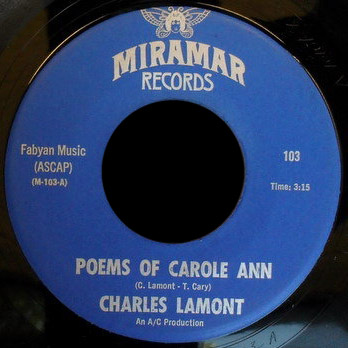 MIRAMAR
RECORDS
Fabyan Music
(ASCAP)
(M-103-A)
103
Time: 3:15
POEMS OF CAROLE ANN
(C. Lamont - T. Cary)
CHARLES LAMONT
An A/C Production